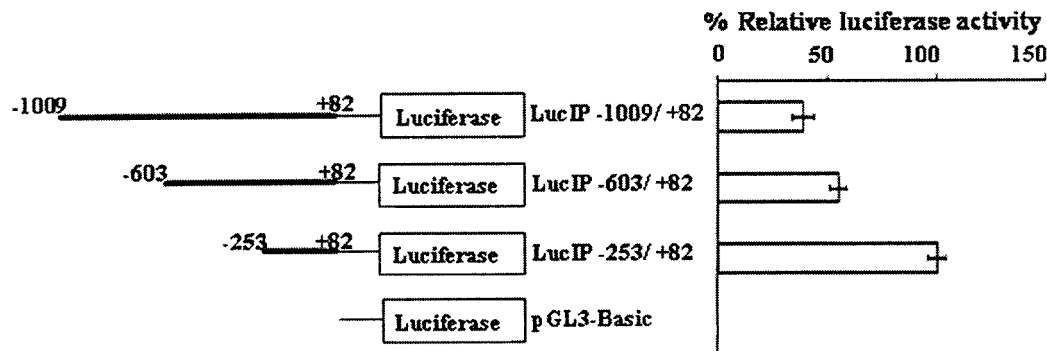 % Relative luciferase activity
0 50 100 150
-1009 +82 Luciferase LucIP -1009/ +82
-603 +82 Luciferase LucIP -603/ +82
-253 +82 Luciferase LucIP -253/ +82
Luciferase pGL3-Basic